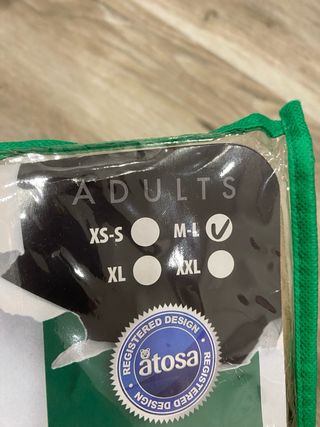 ADULTS
XS-S M-L
XL XXL
REGISTERED DESIGN
atosa
REGISTERED DESIGN